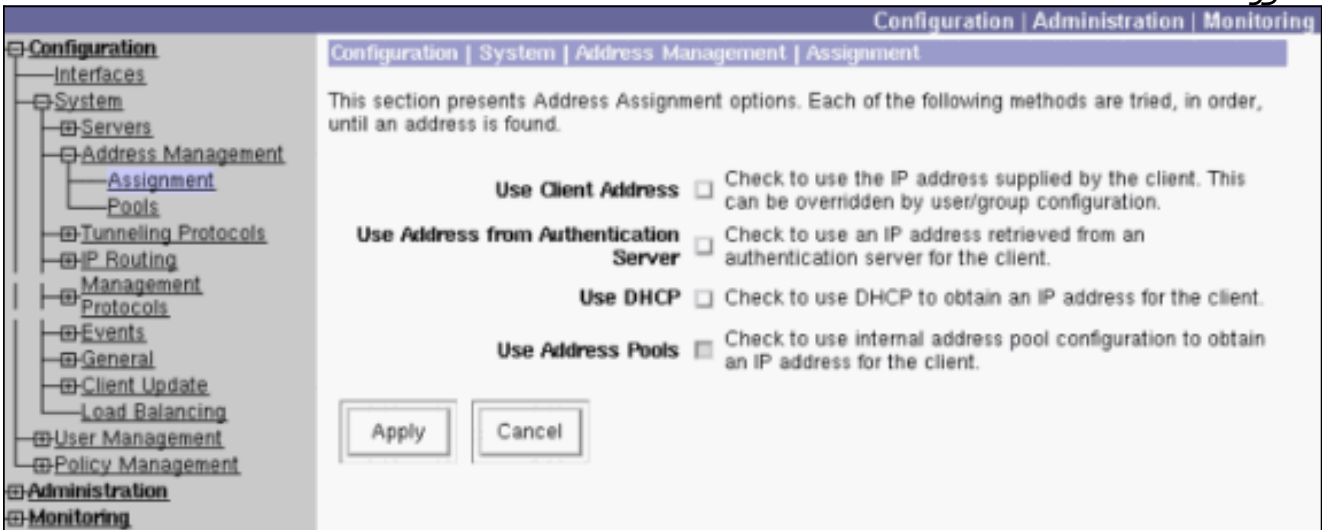 Configuration | Administration | Monitoring
Configuration
Interfaces
System
Servers
Address Management
Assignment
Pools
Tunneling Protocols
IP Routing
Management
Protocols
Events
General
Client Update
Load Balancing
User Management
Policy Management
Administration
Monitoring
Configuration | System | Address Management | Assignment
This section presents Address Assignment options. Each of the following methods are tried, in order,
until an address is found.
Use Client Address
Check to use the IP address supplied by the client. This
can be overridden by user/group configuration.
Use Address from Authentication
Server
Check to use an IP address retrieved from an
authentication server for the client.
Use DHCP
Check to use DHCP to obtain an IP address for the client.
Use Address Pools
Check to use internal address pool configuration to obtain
an IP address for the client.
Apply
Cancel